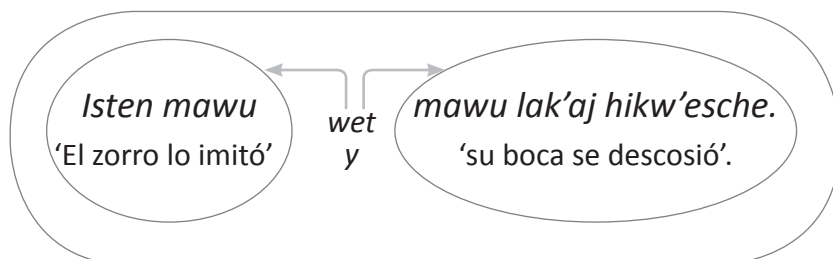 Isten mawu
‘El zorro lo imitó’
wet
y
mawu lak’aj hikw’esche.
‘su boca se descosió’.